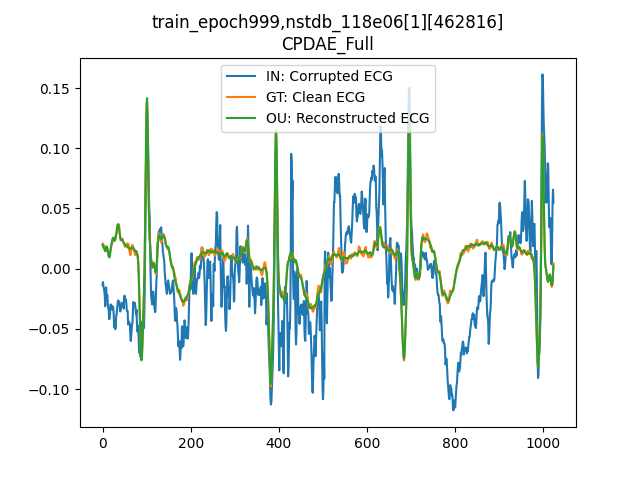 train_epoch999,nstdb_118e06[1][462816]
CPDAE_Full
IN: Corrupted ECG
GT: Clean ECG
OU: Reconstructed ECG
0.15
0.10
0.05
0.00
−0.05
−0.10
0 200 400 600 800 1000